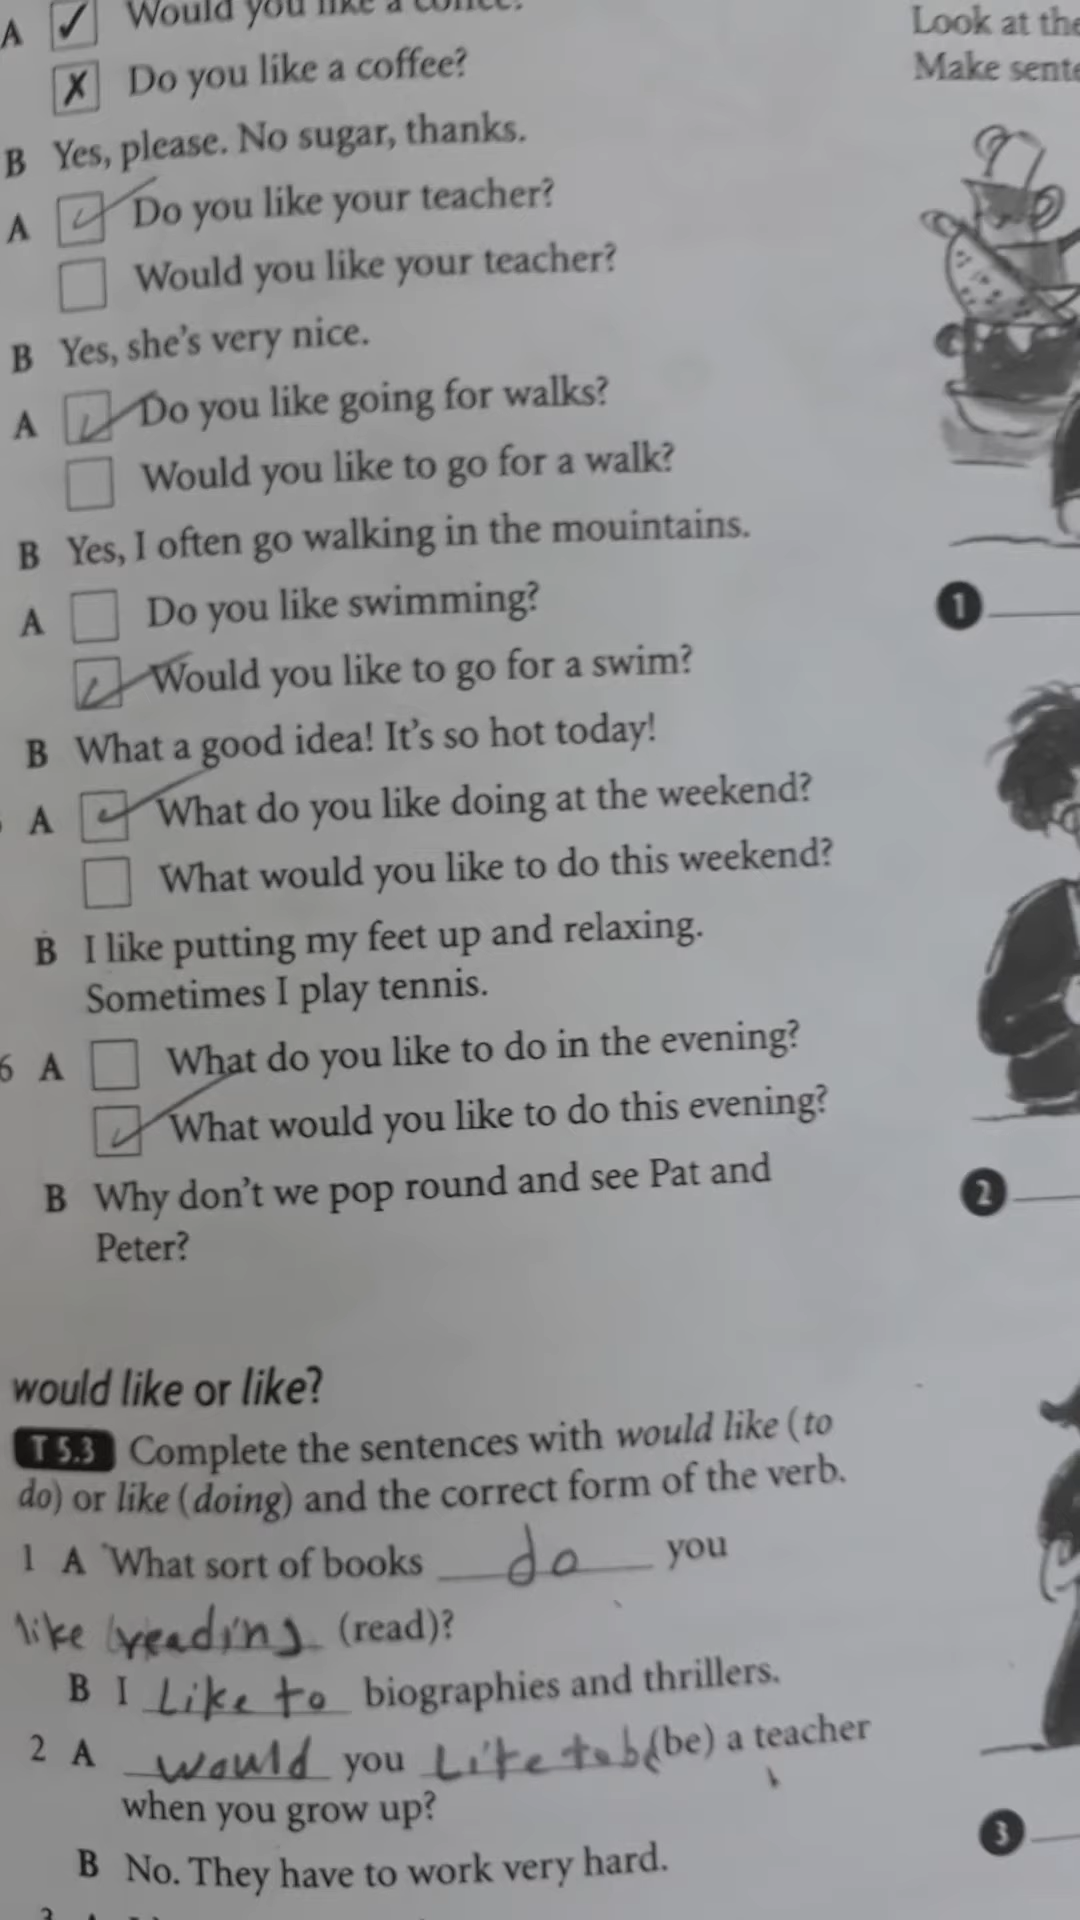 A ✓ Would you like a coffee?
Look at the
✗ Do you like a coffee?
Make sente
B Yes, please. No sugar, thanks.
A ✓ Do you like your teacher?
Would you like your teacher?
B Yes, she's very nice.
A ✓ Do you like going for walks?
Would you like to go for a walk?
B Yes, I often go walking in the mouintains.
A Do you like swimming?
✓ Would you like to go for a swim?
B What a good idea! It's so hot today!
A ✓ What do you like doing at the weekend?
What would you like to do this weekend?
B I like putting my feet up and relaxing.
Sometimes I play tennis.
6 A What do you like to do in the evening?
✓ What would you like to do this evening?
B Why don't we pop round and see Pat and
Peter?
1
2
would like or like?
T 5.3 Complete the sentences with would like (to
do) or like (doing) and the correct form of the verb.
1 A What sort of books do you
like reading (read)?
B I Like to biographies and thrillers.
2 A would you Like to be (be) a teacher
when you grow up?
B No. They have to work very hard.
3